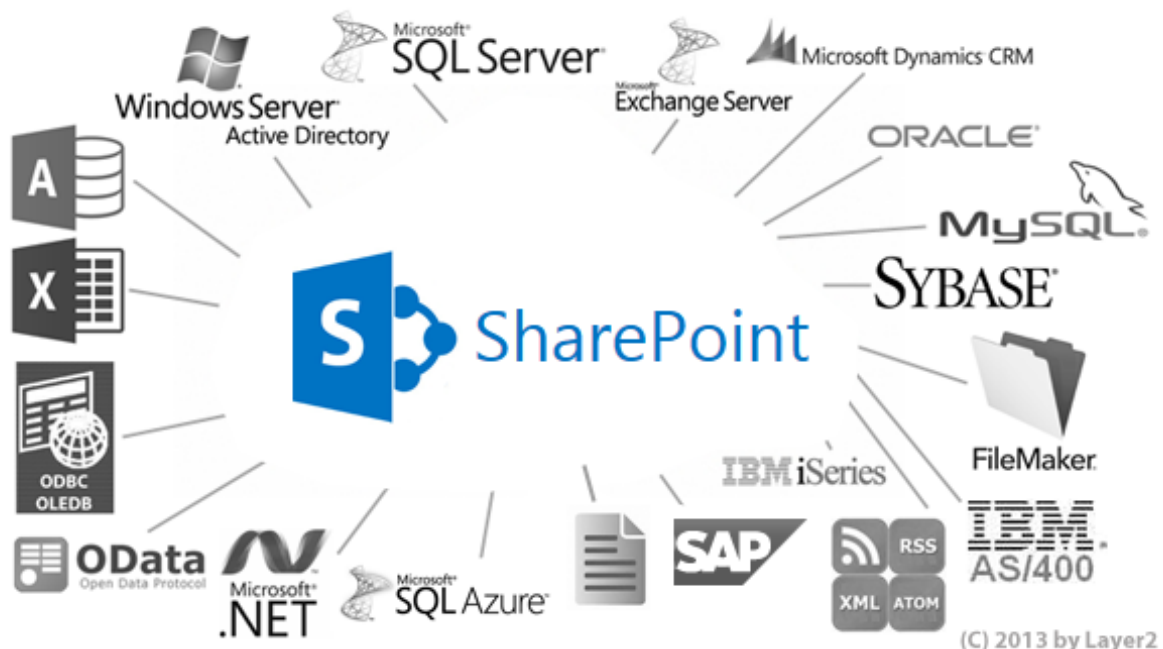 Microsoft®
SQL Server®
Microsoft Dynamics CRM
Microsoft®
Exchange Server
Windows Server®
Active Directory
ORACLE®
A
MySQL®
X
SYBASE®
S SharePoint
ODBC
OLEDB
FileMaker.
IBM iSeries
OData
Open Data Protocol
Microsoft®
.NET
Microsoft®
SQL Azure™
SAP
RSS
XML ATOM
IBM®
AS/400
(C) 2013 by Layer2